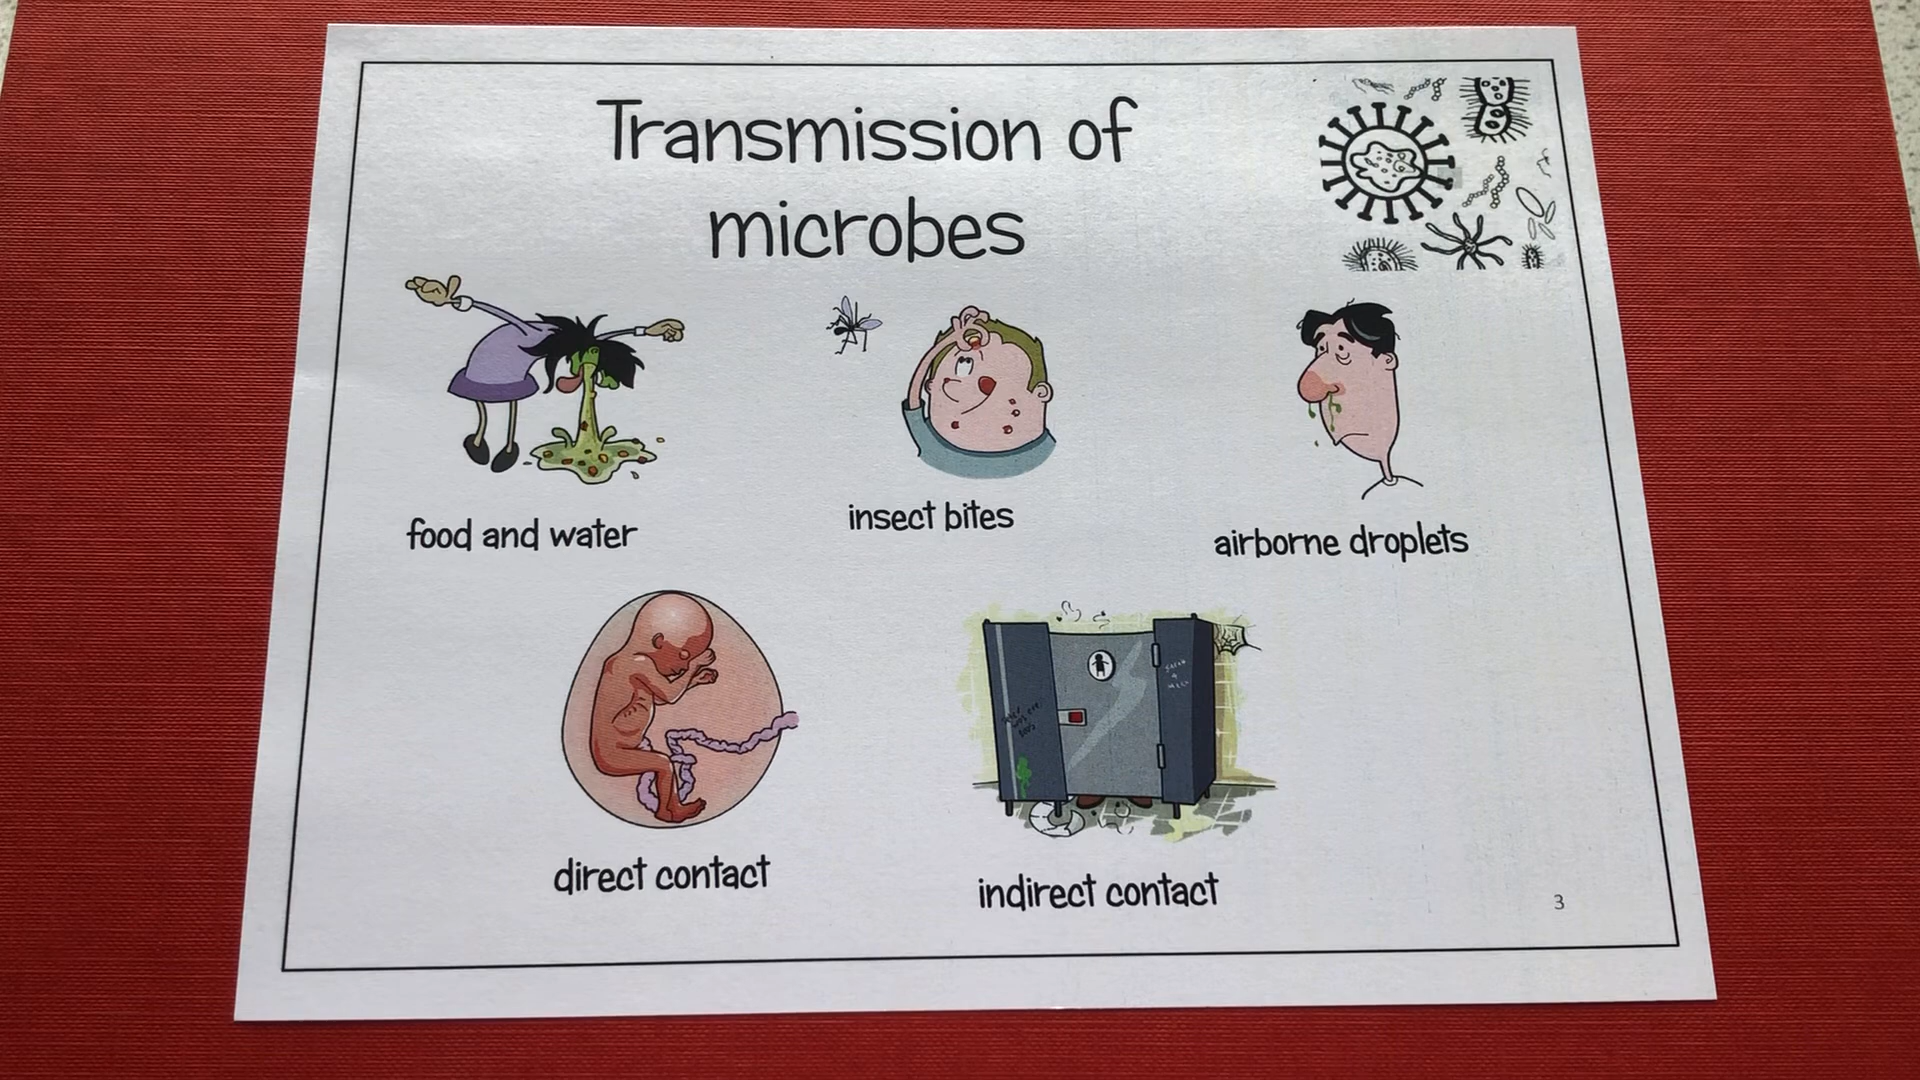 Transmission of
microbes
food and water
insect bites
airborne droplets
direct contact
indirect contact
3